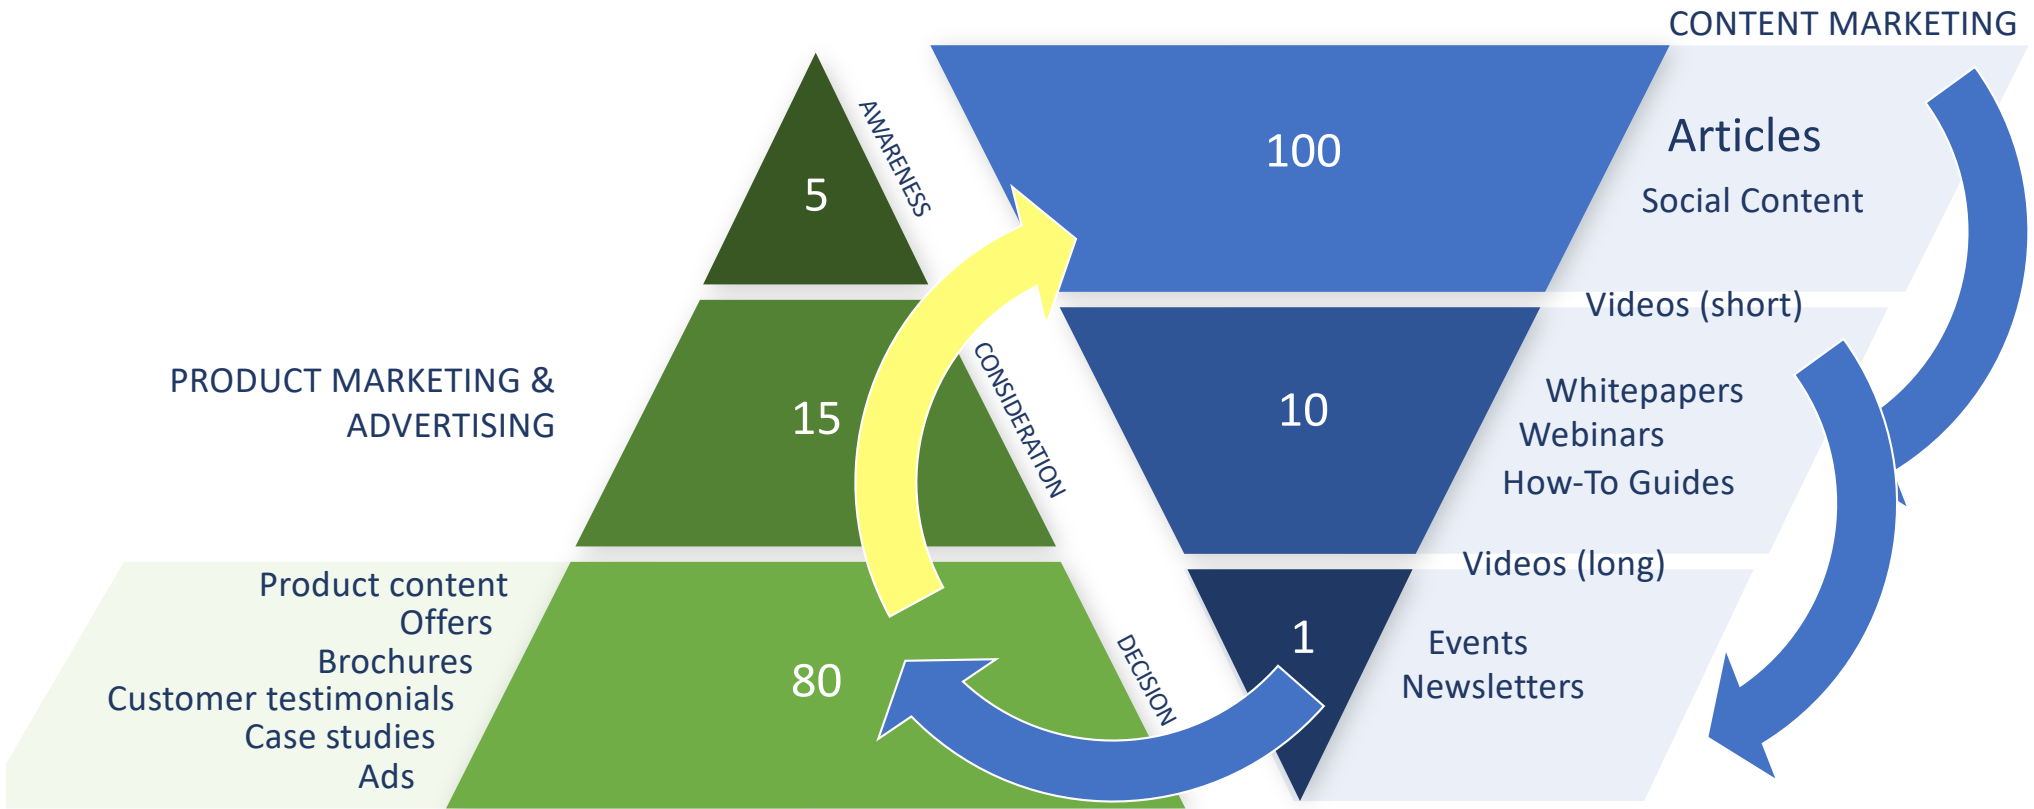 CONTENT MARKETING
5
AWARENESS
100
Articles
Social Content
Videos (short)
PRODUCT MARKETING &
ADVERTISING
15
CONSIDERATION
10
Whitepapers
Webinars
How-To Guides
Videos (long)
Product content
Offers
Brochures
Customer testimonials
Case studies
Ads
80
DECISION
1
Events
Newsletters